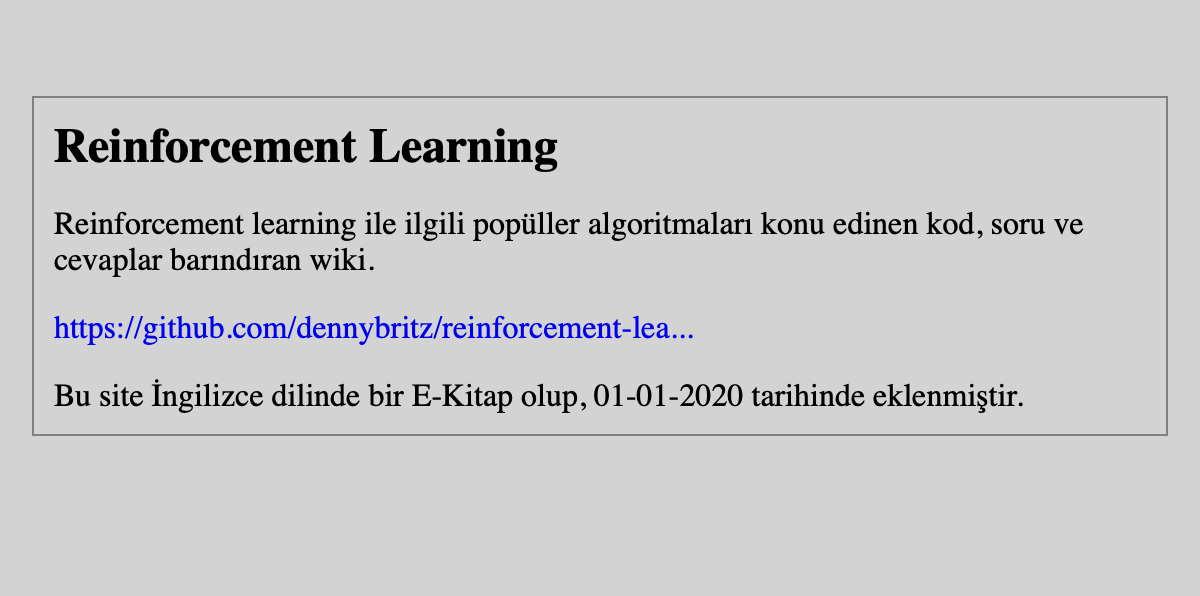 Reinforcement Learning
Reinforcement learning ile ilgili popüller algoritmaları konu edinen kod, soru ve
cevaplar barındıran wiki.
https://github.com/dennybritz/reinforcement-lea...
Bu site İngilizce dilinde bir E-Kitap olup, 01-01-2020 tarihinde eklenmiştir.